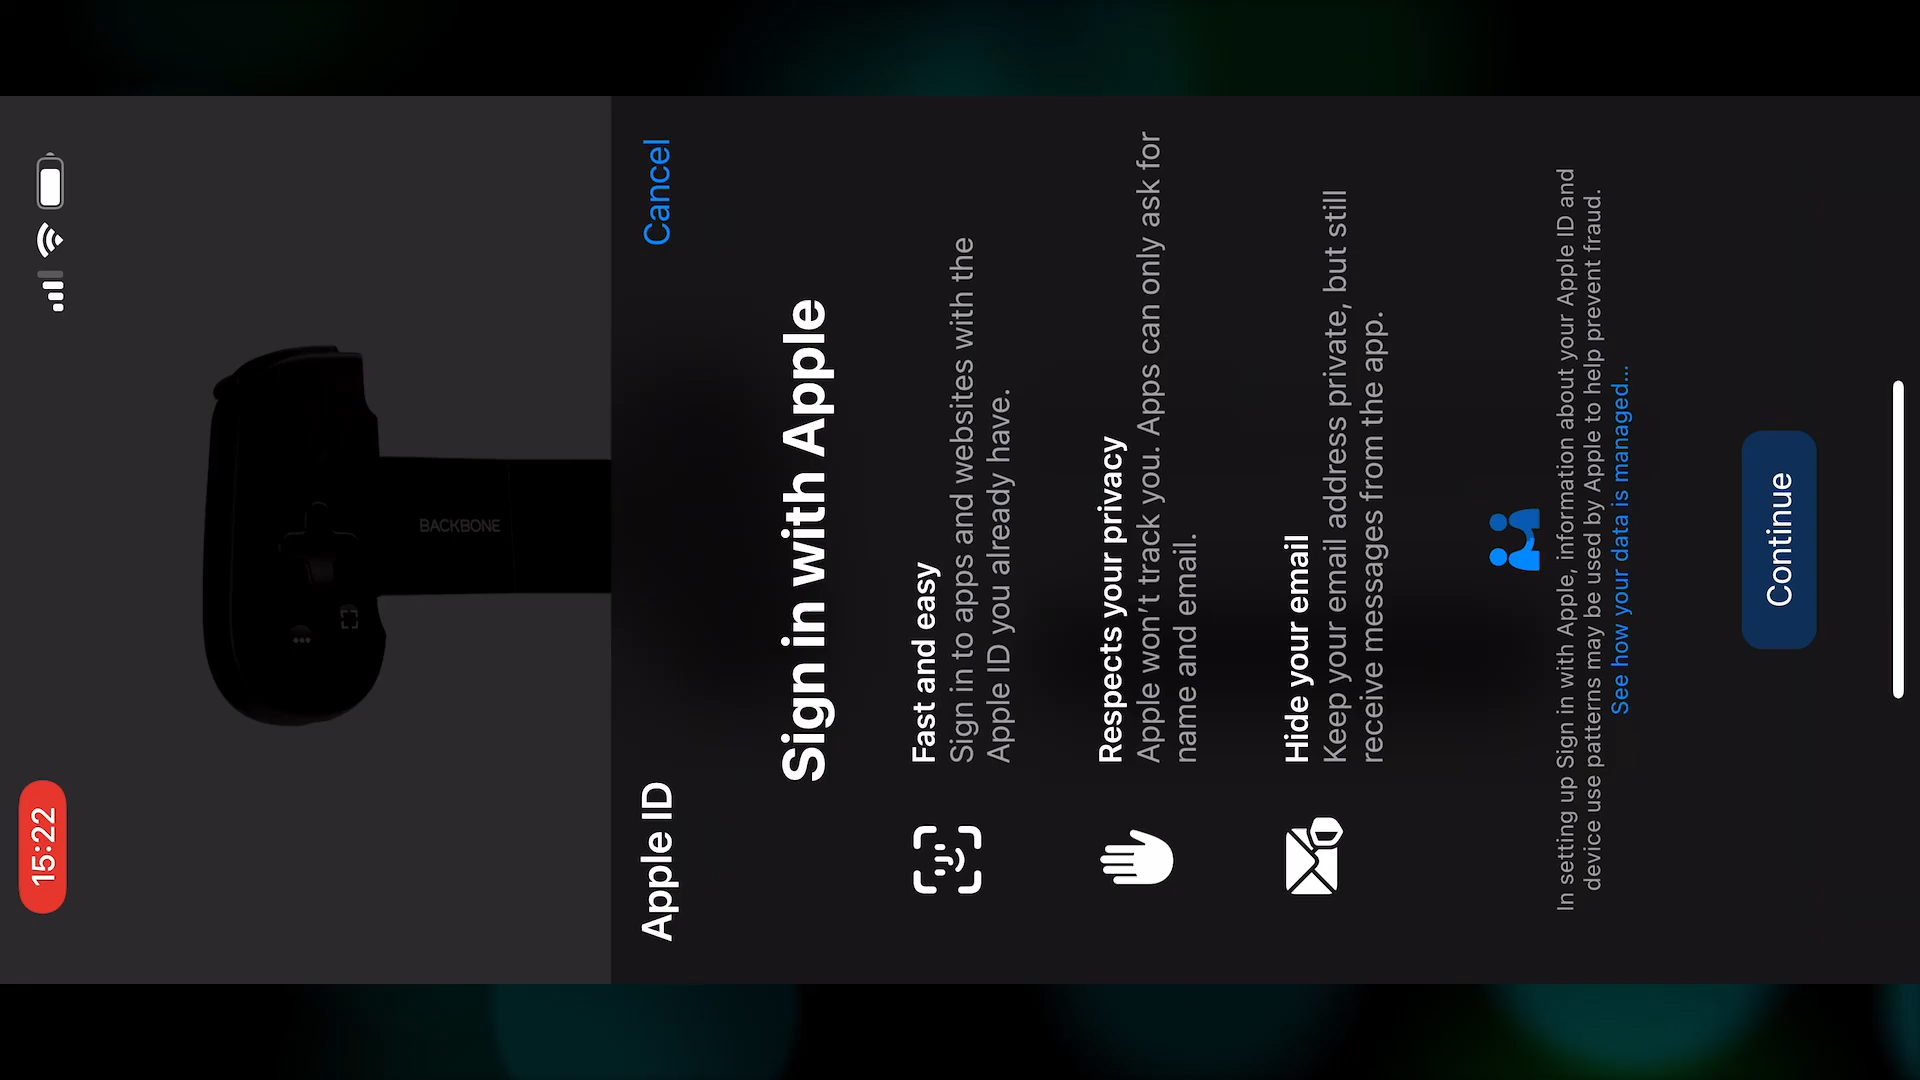 15:22
BACKBONE
Apple ID
Cancel
Sign in with Apple
Fast and easy
Sign in to apps and websites with the
Apple ID you already have.
Respects your privacy
Apple won't track you. Apps can only ask for
name and email.
Hide your email
Keep your email address private, but still
receive messages from the app.
In setting up Sign in with Apple, information about your Apple ID and
device use patterns may be used by Apple to help prevent fraud.
See how your data is managed...
Continue